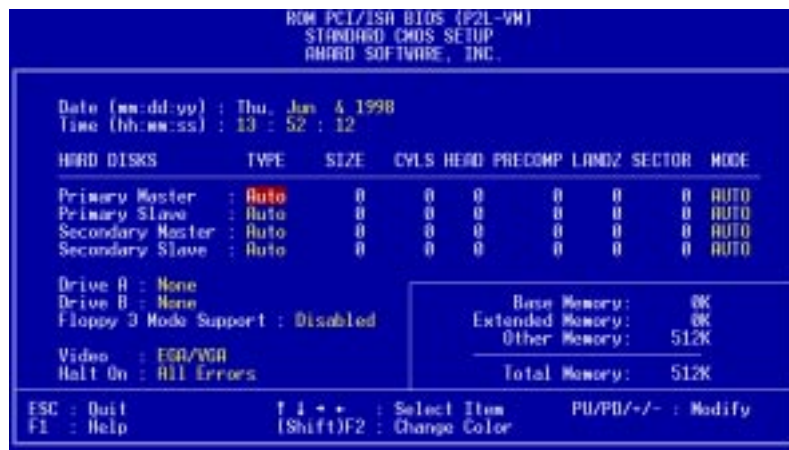 ROM PCI/ISA BIOS (P2L-VM)
STANDARD CMOS SETUP
AWARD SOFTWARE, INC.
Date (mm:dd:yy) : Thu, Jun 4 1998
Time (hh:mm:ss) : 13 : 52 : 12
HARD DISKS TYPE SIZE CYLS HEAD PRECOMP LANDZ SECTOR MODE
Primary Master : Auto 0 0 0 0 0 0 AUTO
Primary Slave : Auto 0 0 0 0 0 0 AUTO
Secondary Master : Auto 0 0 0 0 0 0 AUTO
Secondary Slave : Auto 0 0 0 0 0 0 AUTO
Drive A : None
Drive B : None
Floppy 3 Mode Support : Disabled
Video : EGA/VGA
Halt On : All Errors
Base Memory: 0K
Extended Memory: 0K
Other Memory: 512K
Total Memory: 512K
ESC : Quit ↑ ↓ → ← : Select Item PU/PD/+/- : Modify
F1 : Help (Shift)F2 : Change Color